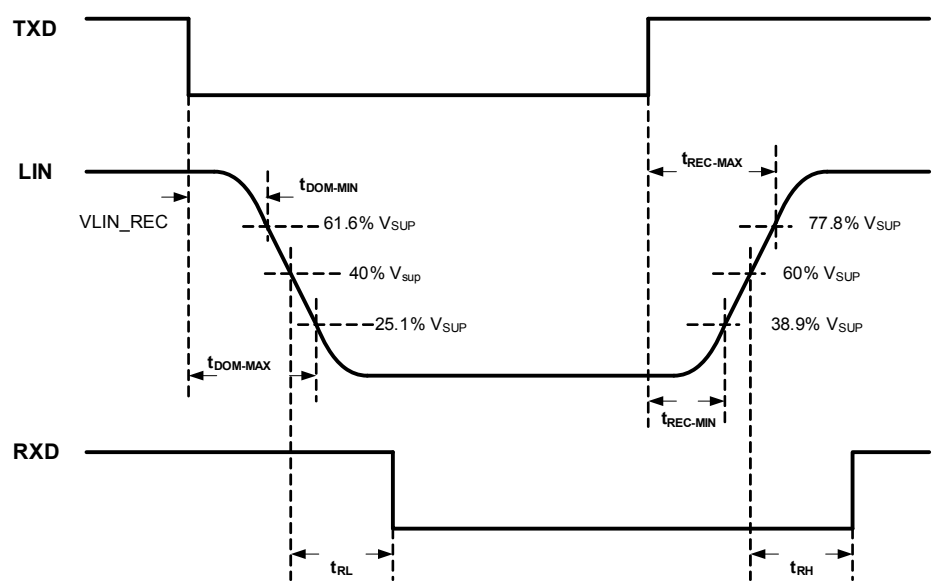 TXD
LIN
tREC-MAX
tDOM-MIN
VLIN_REC
61.6% VSUP
77.8% VSUP
40% Vsup
60% VSUP
25.1% VSUP
38.9% VSUP
tDOM-MAX
tREC-MIN
RXD
tRL
tRH